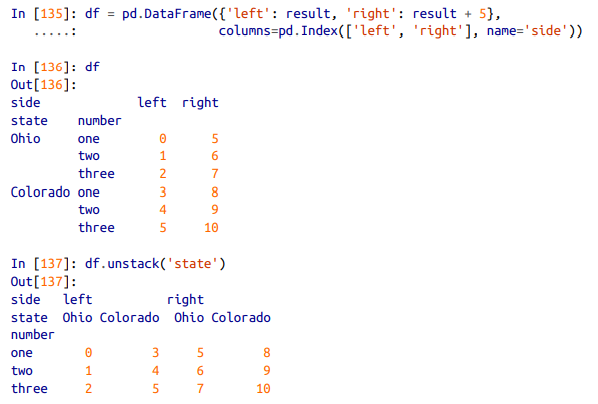 In [135]: df = pd.DataFrame({'left': result, 'right': result + 5},
   .....:                   columns=pd.Index(['left', 'right'], name='side'))
In [136]: df
Out[136]:
side             left  right
state    number
Ohio     one        0      5
         two        1      6
         three      2      7
Colorado one        3      8
         two        4      9
         three      5     10
In [137]: df.unstack('state')
Out[137]:
side   left          right
state  Ohio Colorado  Ohio Colorado
number
one       0        3     5        8
two       1        4     6        9
three     2        5     7       10